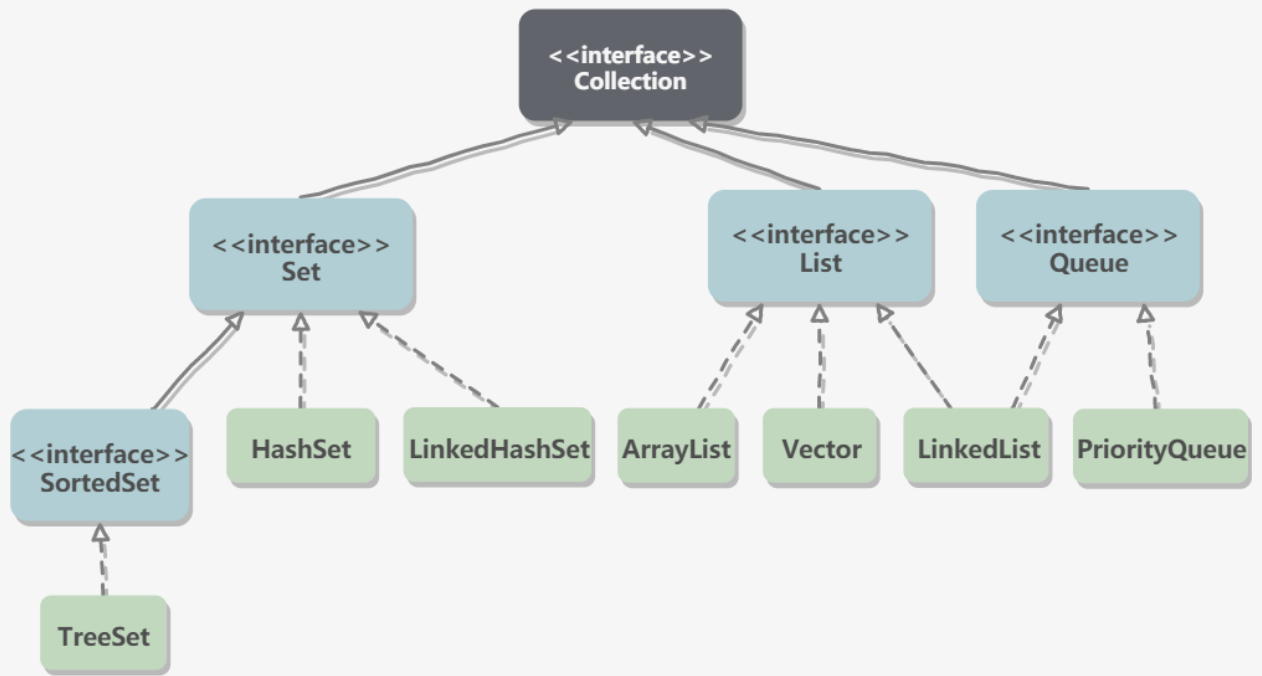 <<interface>>
Collection
<<interface>>
Set
<<interface>>
List
<<interface>>
Queue
<<interface>>
SortedSet
HashSet
LinkedHashSet
ArrayList
Vector
LinkedList
PriorityQueue
TreeSet